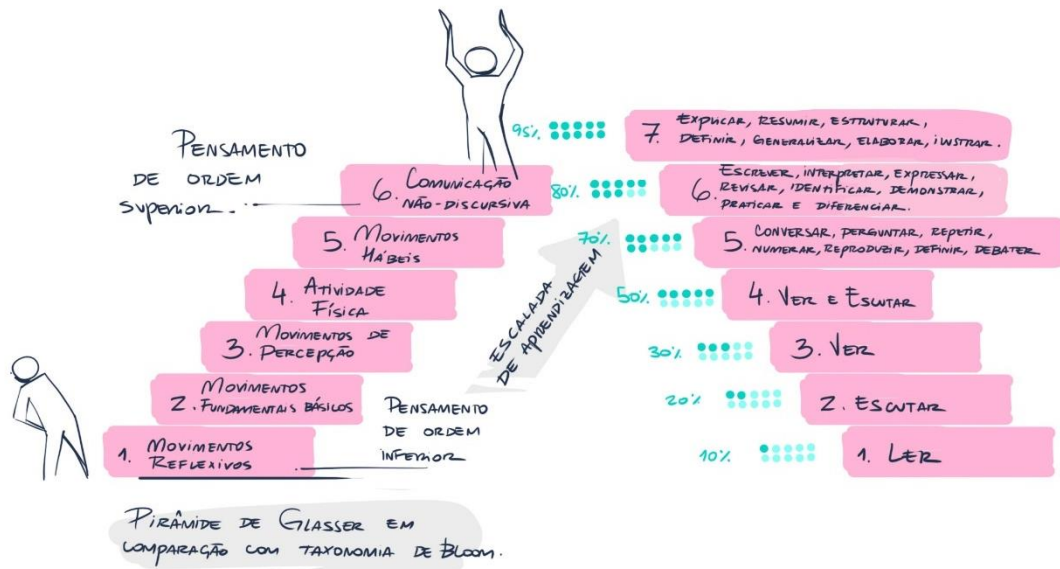 PENSAMENTO
DE ORDEM
SUPERIOR.
6. COMUNICAÇÃO
NÃO-DISCURSIVA
5. MOVIMENTOS
HÁBEIS
4. ATIVIDADE
FÍSICA
3. MOVIMENTOS DE
PERCEPÇÃO
2. MOVIMENTOS
FUNDAMENTAIS BÁSICOS
1. MOVIMENTOS
REFLEXIVOS
PENSAMENTO
DE ORDEM
INFERIOR
ESCALADA
DE APRENDIZAGEM
95%
7. EXPLICAR, RESUMIR, ESTRUTURAR,
DEFINIR, GENERALIZAR, ELABORAR, ILUSTRAR.
80%
6. ESCREVER, INTERPRETAR, EXPRESSAR,
REVISAR, IDENTIFICAR, DEMONSTRAR,
PRATICAR E DIFERENCIAR.
70%
5. CONVERSAR, PERGUNTAR, REPETIR,
NUMERAR, REPRODUZIR, DEFINIR, DEBATER
50%
4. VER E ESCUTAR
30%
3. VER
20%
2. ESCUTAR
10%
1. LER
PIRÂMIDE DE GLASSER EM
COMPARAÇÃO COM TAXONOMIA DE BLOOM.